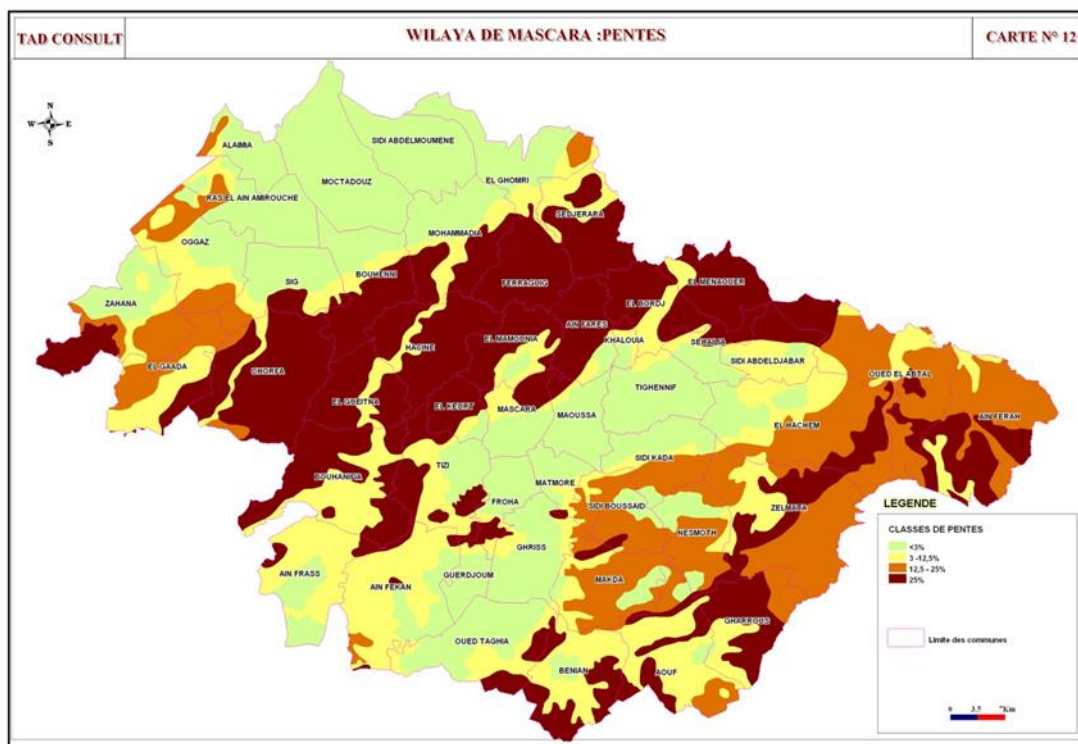 TAD CONSULT
WILAYA DE MASCARA :PENTES
CARTE N° 12
N
W E
S
ALAIMIA
SIDI ABDELMOUMENE
MOCTADOUZ
EL GHOMRI
RAS EL AIN AMIROUCHE
SEDJERARA
MOHAMMADIA
OGGAZ
BOUHENNI
SIG
FERRAGUIG
EL MENAOUER
ZAHANA
EL BORDJ
AIN FARES
EL MAMOUNIA
KHALOUIA
SEHAILIA
HACINE
SIDI ABDELDJABAR
EL GAADA
CHORFA
OUED EL ABTAL
TIGHENNIF
EL GUEITNA
EL KEURT
MASCARA
MAOUSSA
AIN FERAH
EL HACHEM
SIDI KADA
TIZI
BOUHANIFIA
MATMORE
FROHA
SIDI BOUSSAID
ZELMATA
NESMOTH
GHRISS
AIN FRASS
GUERDJOUM
AIN FEKAN
MAKDA
GHARROUS
OUED TAGHIA
BENIAN
AOUF
LEGENDE
CLASSES DE PENTES
<3%
3 -12,5%
12,5 - 25%
25%
Limite des communes
0 3.5 7Km